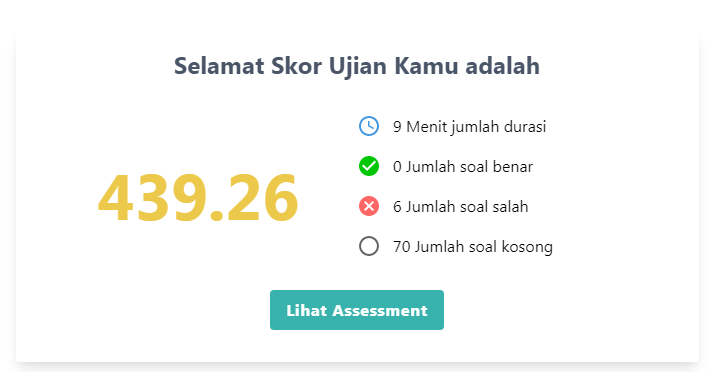 Selamat Skor Ujian Kamu adalah
439.26
9 Menit jumlah durasi
0 Jumlah soal benar
6 Jumlah soal salah
70 Jumlah soal kosong
Lihat Assessment